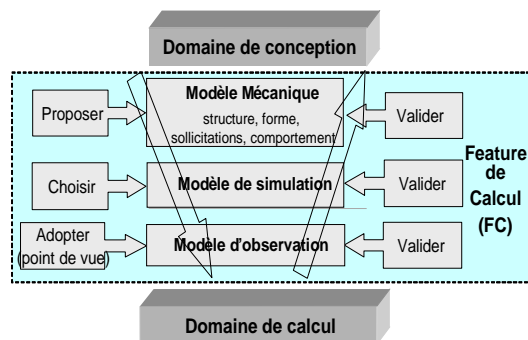 Domaine de conception
Modèle Mécanique
Proposer
structure, forme,
sollicitations, comportement
Valider
Feature
de
Calcul
(FC)
Choisir
Modèle de simulation
Valider
Adopter
(point de vue)
Modèle d'observation
Valider
Domaine de calcul